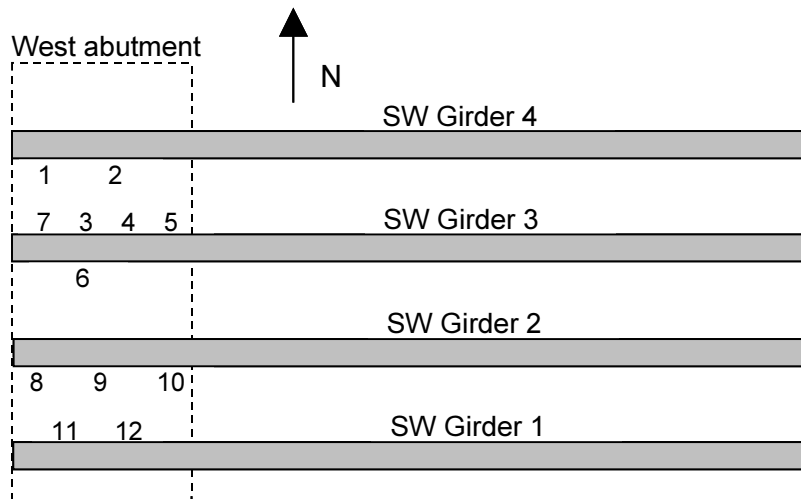 West abutment
N
SW Girder 4
1 2
7 3 4 5
SW Girder 3
6
SW Girder 2
8 9 10
11 12
SW Girder 1